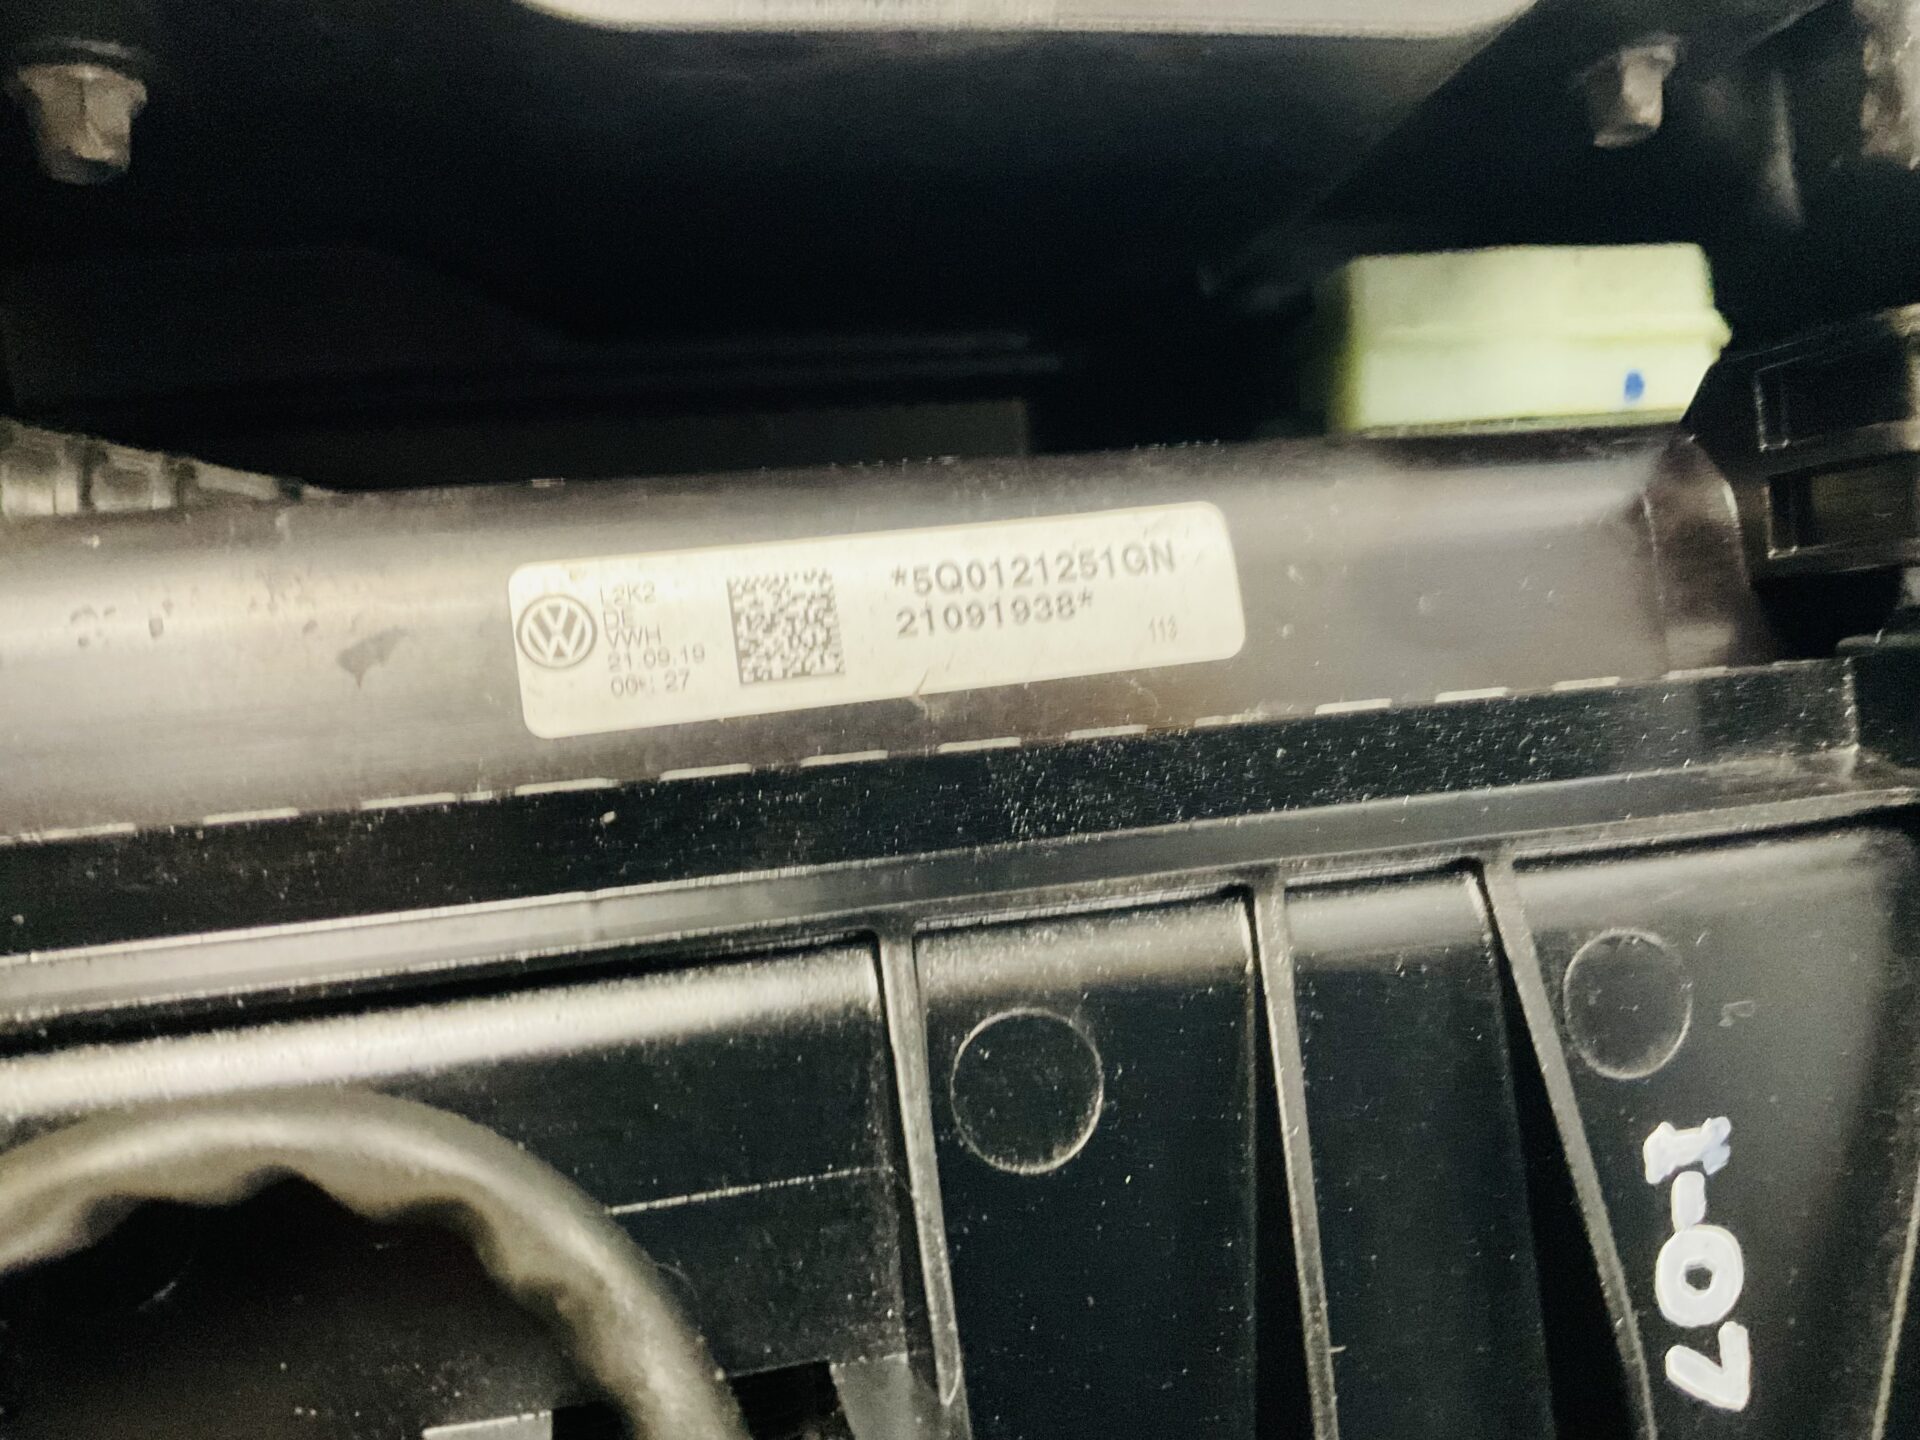 L2K2
DE
VWH
21.09.19
*5Q0121251GN
21091938*
113
I-07